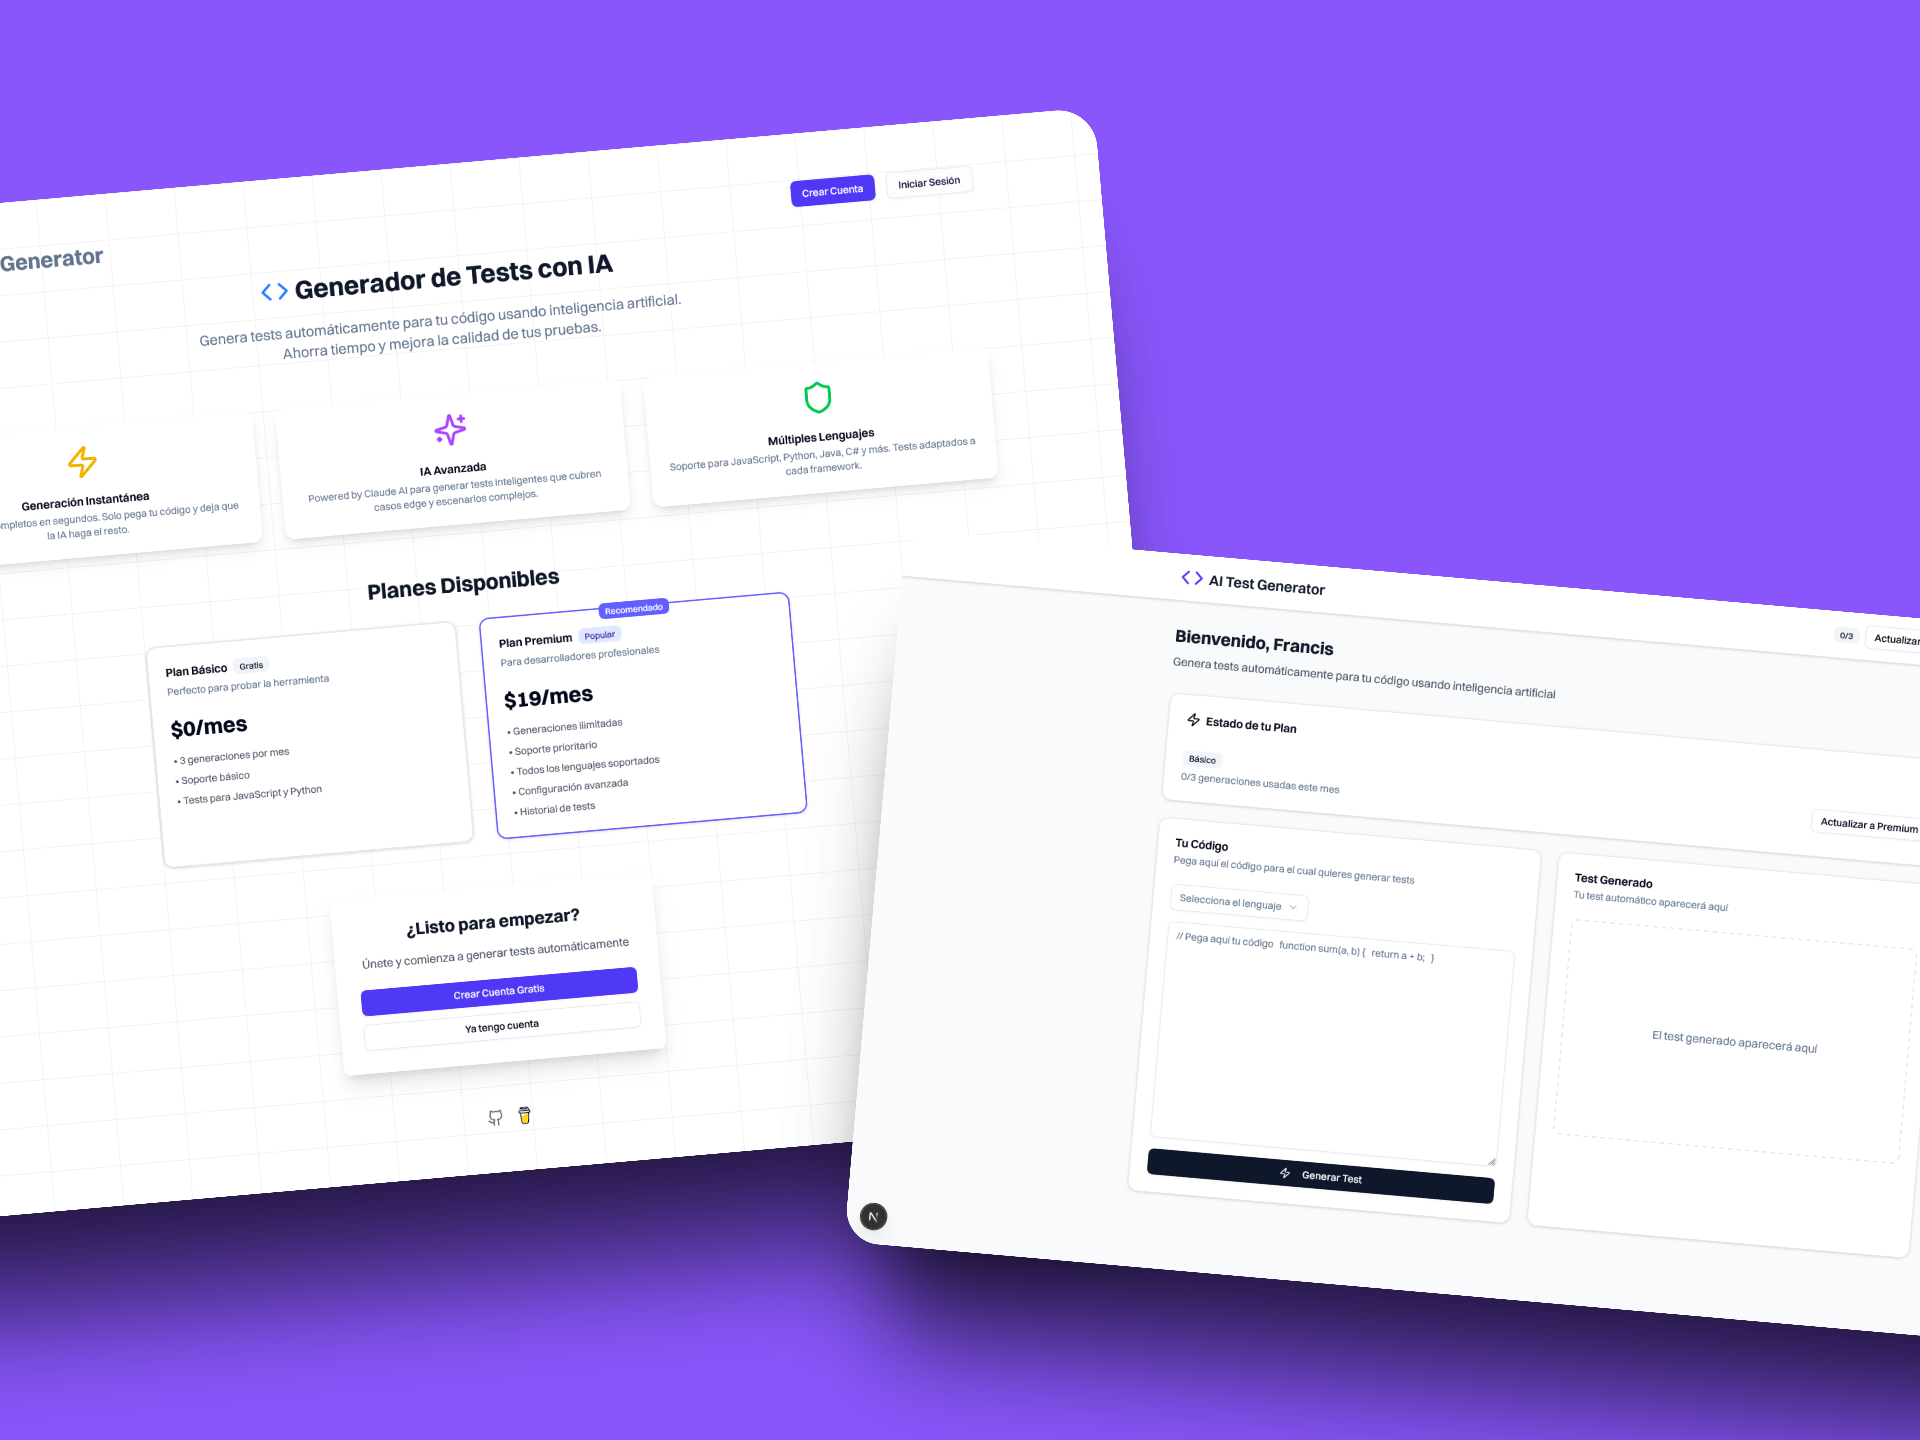 Generator
Crear Cuenta
Iniciar Sesión
Generador de Tests con IA
Genera tests automáticamente para tu código usando inteligencia artificial.
Ahorra tiempo y mejora la calidad de tus pruebas.
Generación Instantánea
en segundos. Solo pega tu código y deja que
la IA haga el resto.
IA Avanzada
Powered by Claude AI para generar tests inteligentes que cubren
casos edge y escenarios complejos.
Múltiples Lenguajes
Soporte para JavaScript, Python, Java, C# y más. Tests adaptados a
cada framework.
Planes Disponibles
Plan Básico Gratis
Perfecto para probar la herramienta
$0/mes
• 3 generaciones por mes
• Soporte básico
• Tests para JavaScript y Python
Recomendado
Plan Premium Popular
Para desarrolladores profesionales
$19/mes
• Generaciones ilimitadas
• Soporte prioritario
• Todos los lenguajes soportados
• Configuración avanzada
• Historial de tests
¿Listo para empezar?
Únete y comienza a generar tests automáticamente
Crear Cuenta Gratis
Ya tengo cuenta
AI Test Generator
0/3
Actualizar
Bienvenido, Francis
Genera tests automáticamente para tu código usando inteligencia artificial
Estado de tu Plan
Básico
0/3 generaciones usadas este mes
Actualizar a Premium
Tu Código
Pega aquí el código para el cual quieres generar tests
Selecciona el lenguaje
// Pega aquí tu código function sum(a, b) { return a + b; }
Generar Test
Test Generado
Tu test automático aparecerá aquí
El test generado aparecerá aquí
N